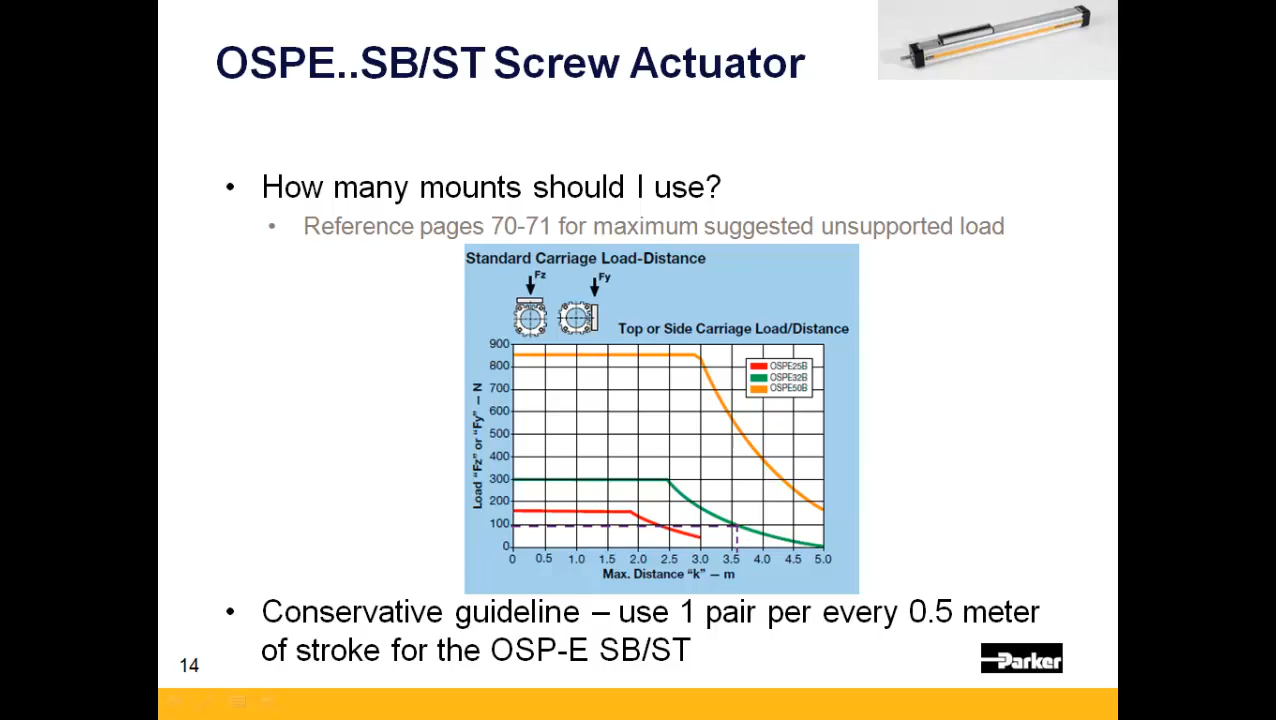 OSPE..SB/ST Screw Actuator
• How many mounts should I use?
• Reference pages 70-71 for maximum suggested unsupported load
Standard Carriage Load-Distance
Fz
Fy
Top or Side Carriage Load/Distance
900
800
700
600
500
400
300
200
100
0
Load "Fz" or "Fy" — N
OSPE25B
OSPE32B
OSPE50B
0 0.5 1.0 1.5 2.0 2.5 3.0 3.5 4.0 4.5 5.0
Max. Distance "k" — m
• Conservative guideline – use 1 pair per every 0.5 meter
of stroke for the OSP-E SB/ST
14
Parker